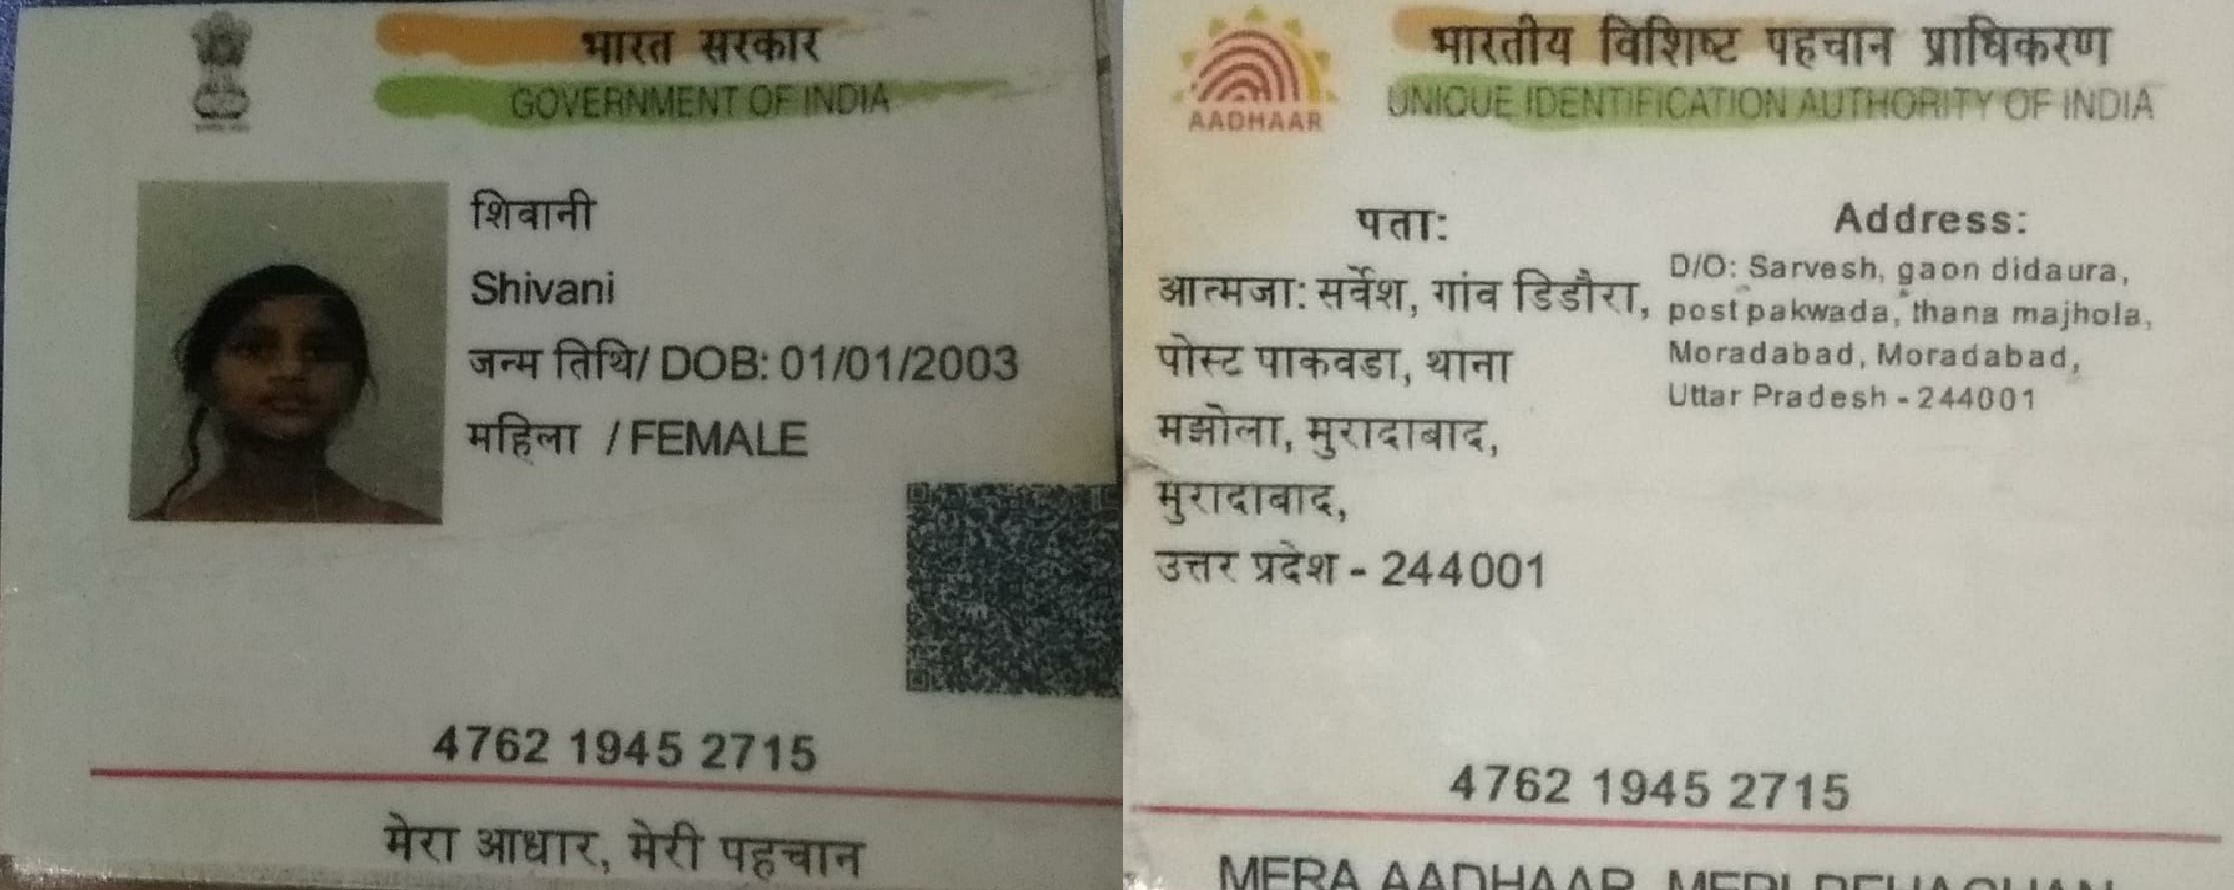 भारत सरकार
GOVERNMENT OF INDIA
शिवानी
Shivani
जन्म तिथि/ DOB: 01/01/2003
महिला / FEMALE
4762 1945 2715
मेरा आधार, मेरी पहचान
भारतीय विशिष्ट पहचान प्राधिकरण
UNIQUE IDENTIFICATION AUTHORITY OF INDIA
AADHAAR
पता:
आत्मजा: सर्वेश, गांव डिडौरा,
पोस्ट पाकवडा, थाना
मझोला, मुरादाबाद,
मुरादाबाद,
उत्तर प्रदेश - 244001
Address:
D/O: Sarvesh, gaon didaura,
post pakwada, thana majhola,
Moradabad, Moradabad,
Uttar Pradesh - 244001
4762 1945 2715
MERA AADHAAR, MERI PEHACHAN